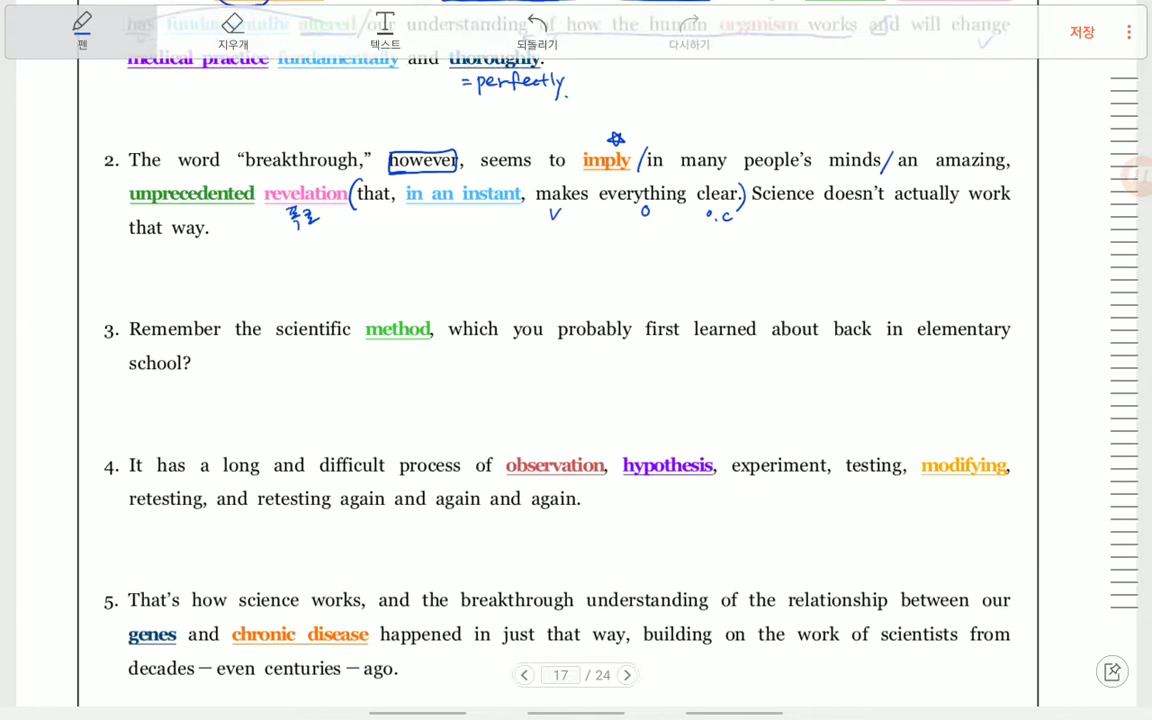 has fundamentally altered our understanding of how the human organism works and will change
펜 지우개 텍스트 되돌리기 다시하기 저장
medical practice fundamentally and thoroughly.
= perfectly.
2. The word “breakthrough,” however, seems to imply / in many people’s minds / an amazing,
unprecedented revelation (that, in an instant, makes everything clear.) Science doesn’t actually work
폭로 V O o.c
that way.
3. Remember the scientific method, which you probably first learned about back in elementary
school?
4. It has a long and difficult process of observation, hypothesis, experiment, testing, modifying,
retesting, and retesting again and again and again.
5. That’s how science works, and the breakthrough understanding of the relationship between our
genes and chronic disease happened in just that way, building on the work of scientists from
decades — even centuries — ago.
17 / 24